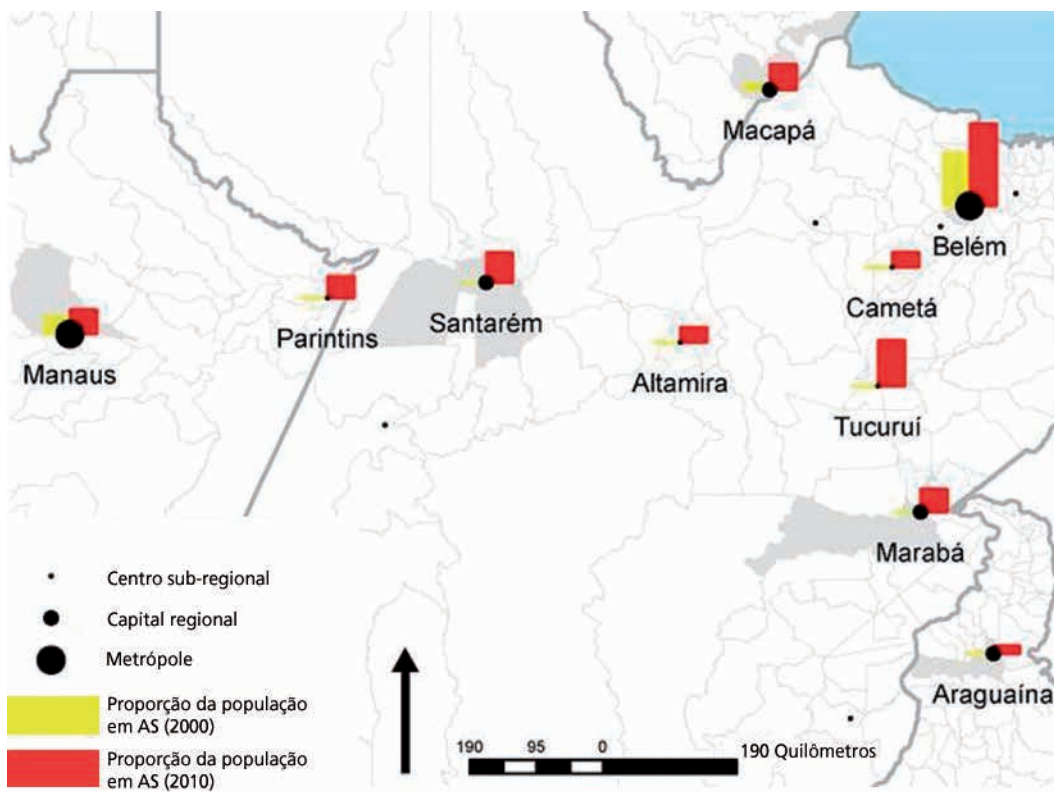 Macapá
Belém
Cametá
Parintins
Santarém
Manaus
Altamira
Tucuruí
Marabá
Araguaína
Centro sub-regional
Capital regional
Metrópole
Proporção da população
em AS (2000)
Proporção da população
em AS (2010)
190 95 0 190 Quilômetros